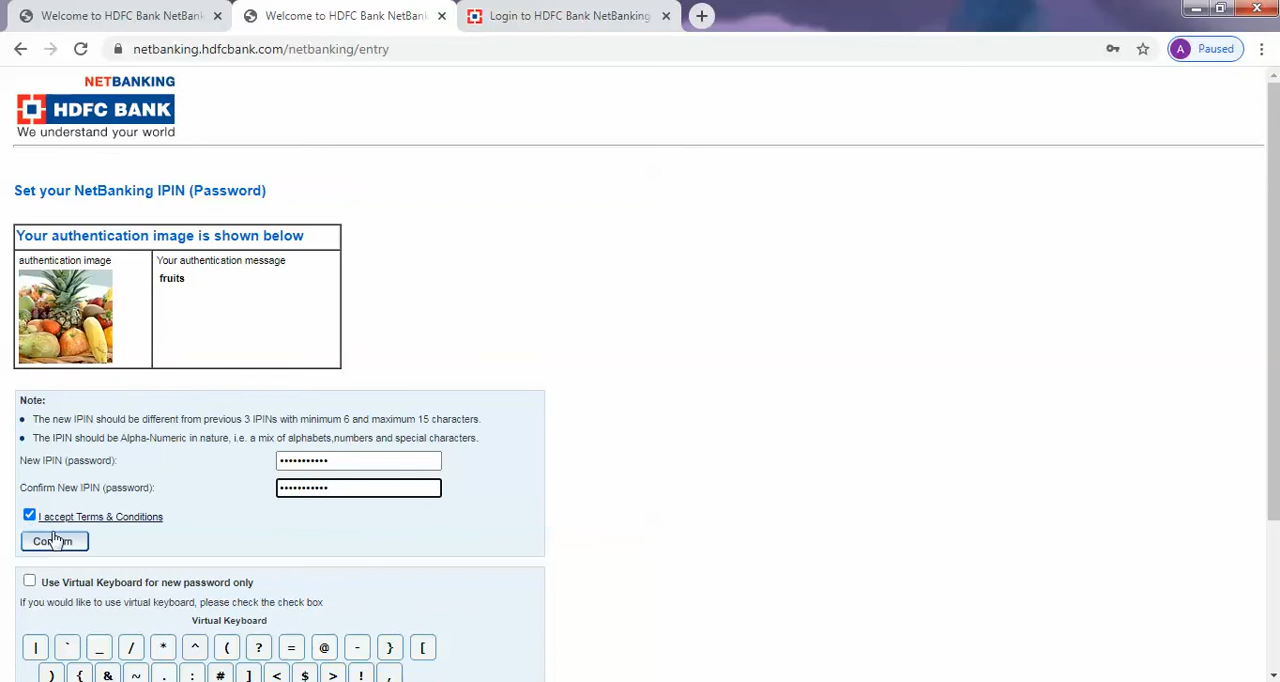 Welcome to HDFC Bank NetBank
Welcome to HDFC Bank NetBan
Login to HDFC Bank NetBanking
netbanking.hdfcbank.com/netbanking/entry
A Paused
NETBANKING
HDFC BANK
We understand your world
Set your NetBanking IPIN (Password)
Your authentication image is shown below
authentication image
Your authentication message
fruits
Note:
The new IPIN should be different from previous 3 IPINs with minimum 6 and maximum 15 characters.
The IPIN should be Alpha-Numeric in nature, i.e. a mix of alphabets,numbers and special characters.
New IPIN (password): •••••••••••
Confirm New IPIN (password): •••••••••••
I accept Terms & Conditions
Use Virtual Keyboard for new password only
If you would like to use virtual keyboard, please check the check box
Virtual Keyboard
| ` _ / * ^ ( ? = @ - } [
) { & ~ . : # ] < $ > ! ,